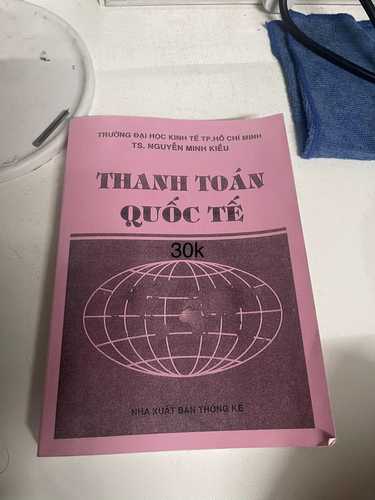 TRƯỜNG ĐẠI HỌC KINH TẾ TP.HỒ CHÍ MINH
TS. NGUYỄN MINH KIỀU
THANH TOÁN
QUỐC TẾ
30k
NHÀ XUẤT BẢN THỐNG KÊ